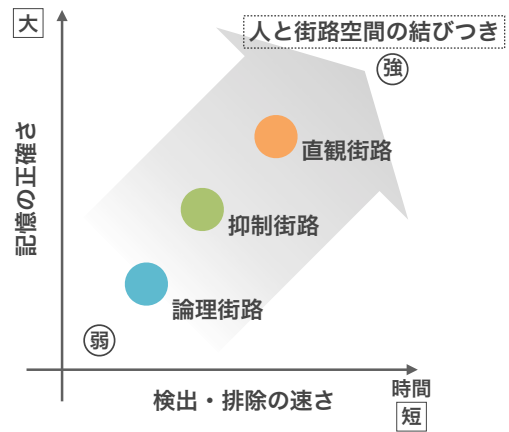 大
人と街路空間の結びつき
強
直観街路
記憶の正確さ
抑制街路
論理街路
弱
時間
検出・排除の速さ
短